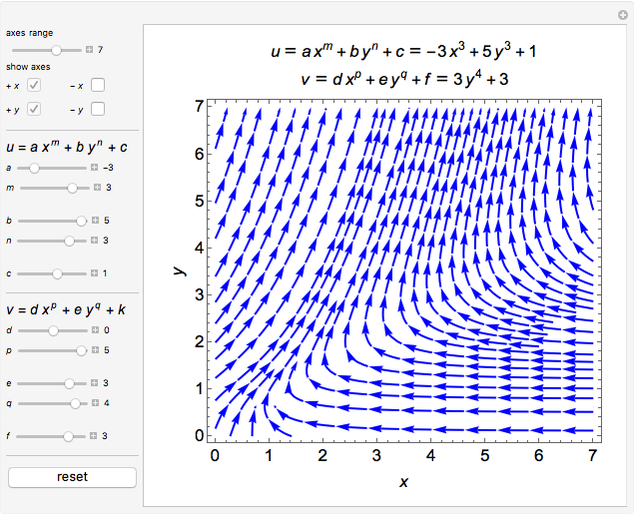 axes range
7
show axes
+x -x
+y -y
u = a x^m + b y^n + c
a -3
m 3
b 5
n 3
c 1
v = d x^p + e y^q + k
d 0
p 5
e 3
q 4
f 3
reset
u = a x^m + b y^n + c = −3 x^3 + 5 y^3 + 1
v = d x^p + e y^q + f = 3 y^4 + 3
7
6
5
4
3
2
1
0
y
0 1 2 3 4 5 6 7
x